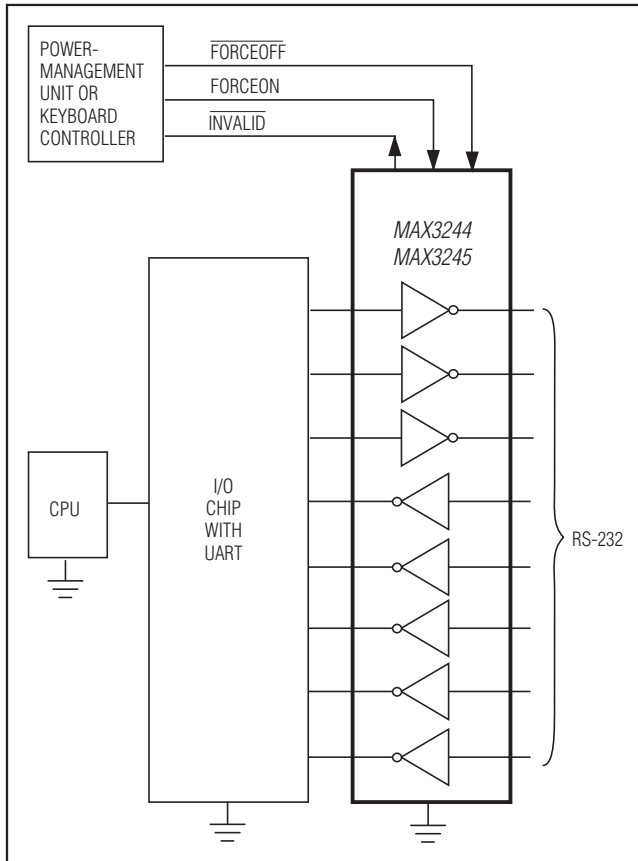 POWER-
MANAGEMENT
UNIT OR
KEYBOARD
CONTROLLER
FORCEOFF
FORCEON
INVALID
MAX3244
MAX3245
CPU
I/O
CHIP
WITH
UART
RS-232